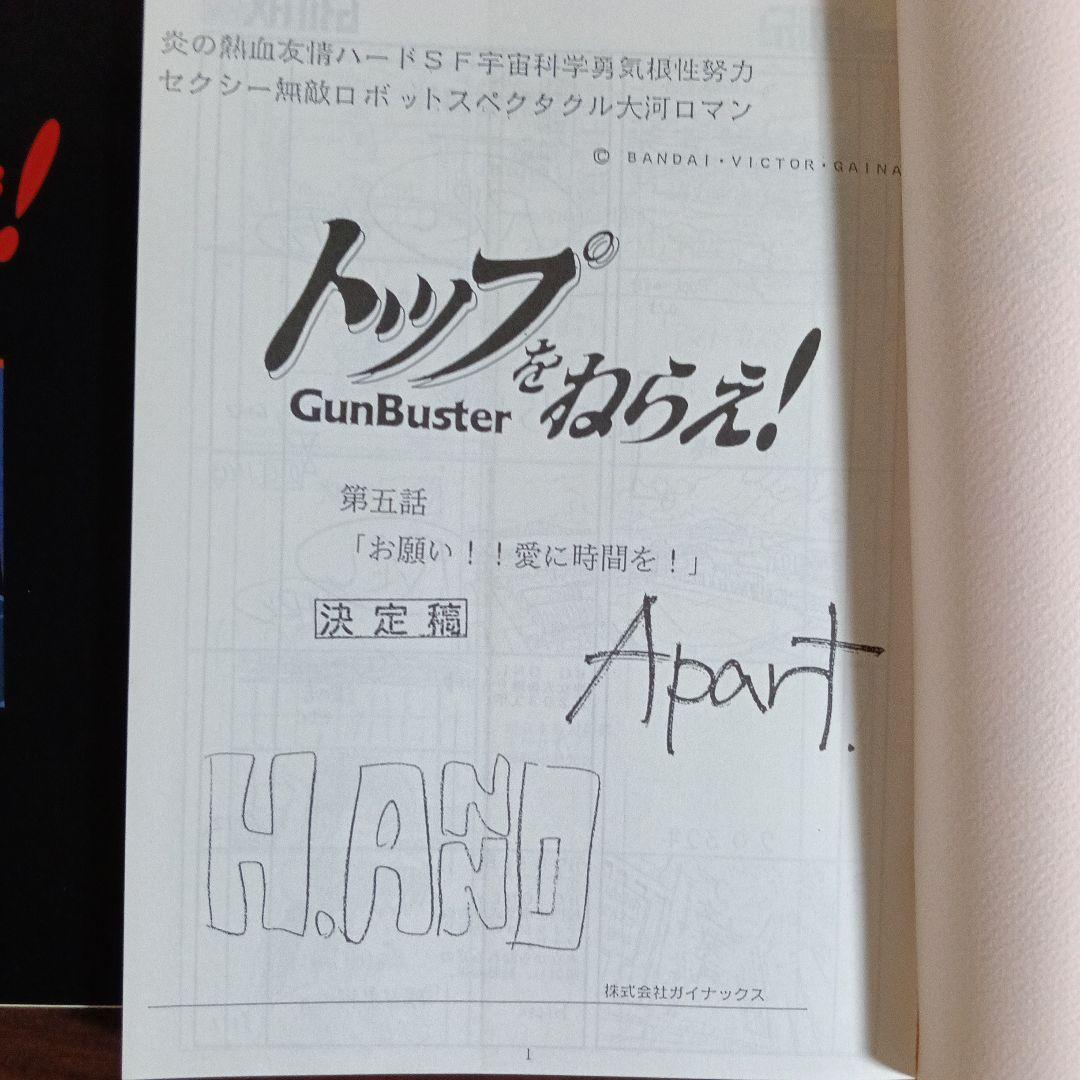 炎の熱血友情ハードSF宇宙科学勇気根性努力
セクシー無敵ロボットスペクタクル大河ロマン
© BANDAI・VICTOR・GAINA
トップをねらえ!
GunBuster
第五話
「お願い!!愛に時間を!」
決定稿
Apart.
H.ANNO
株式会社ガイナックス
1